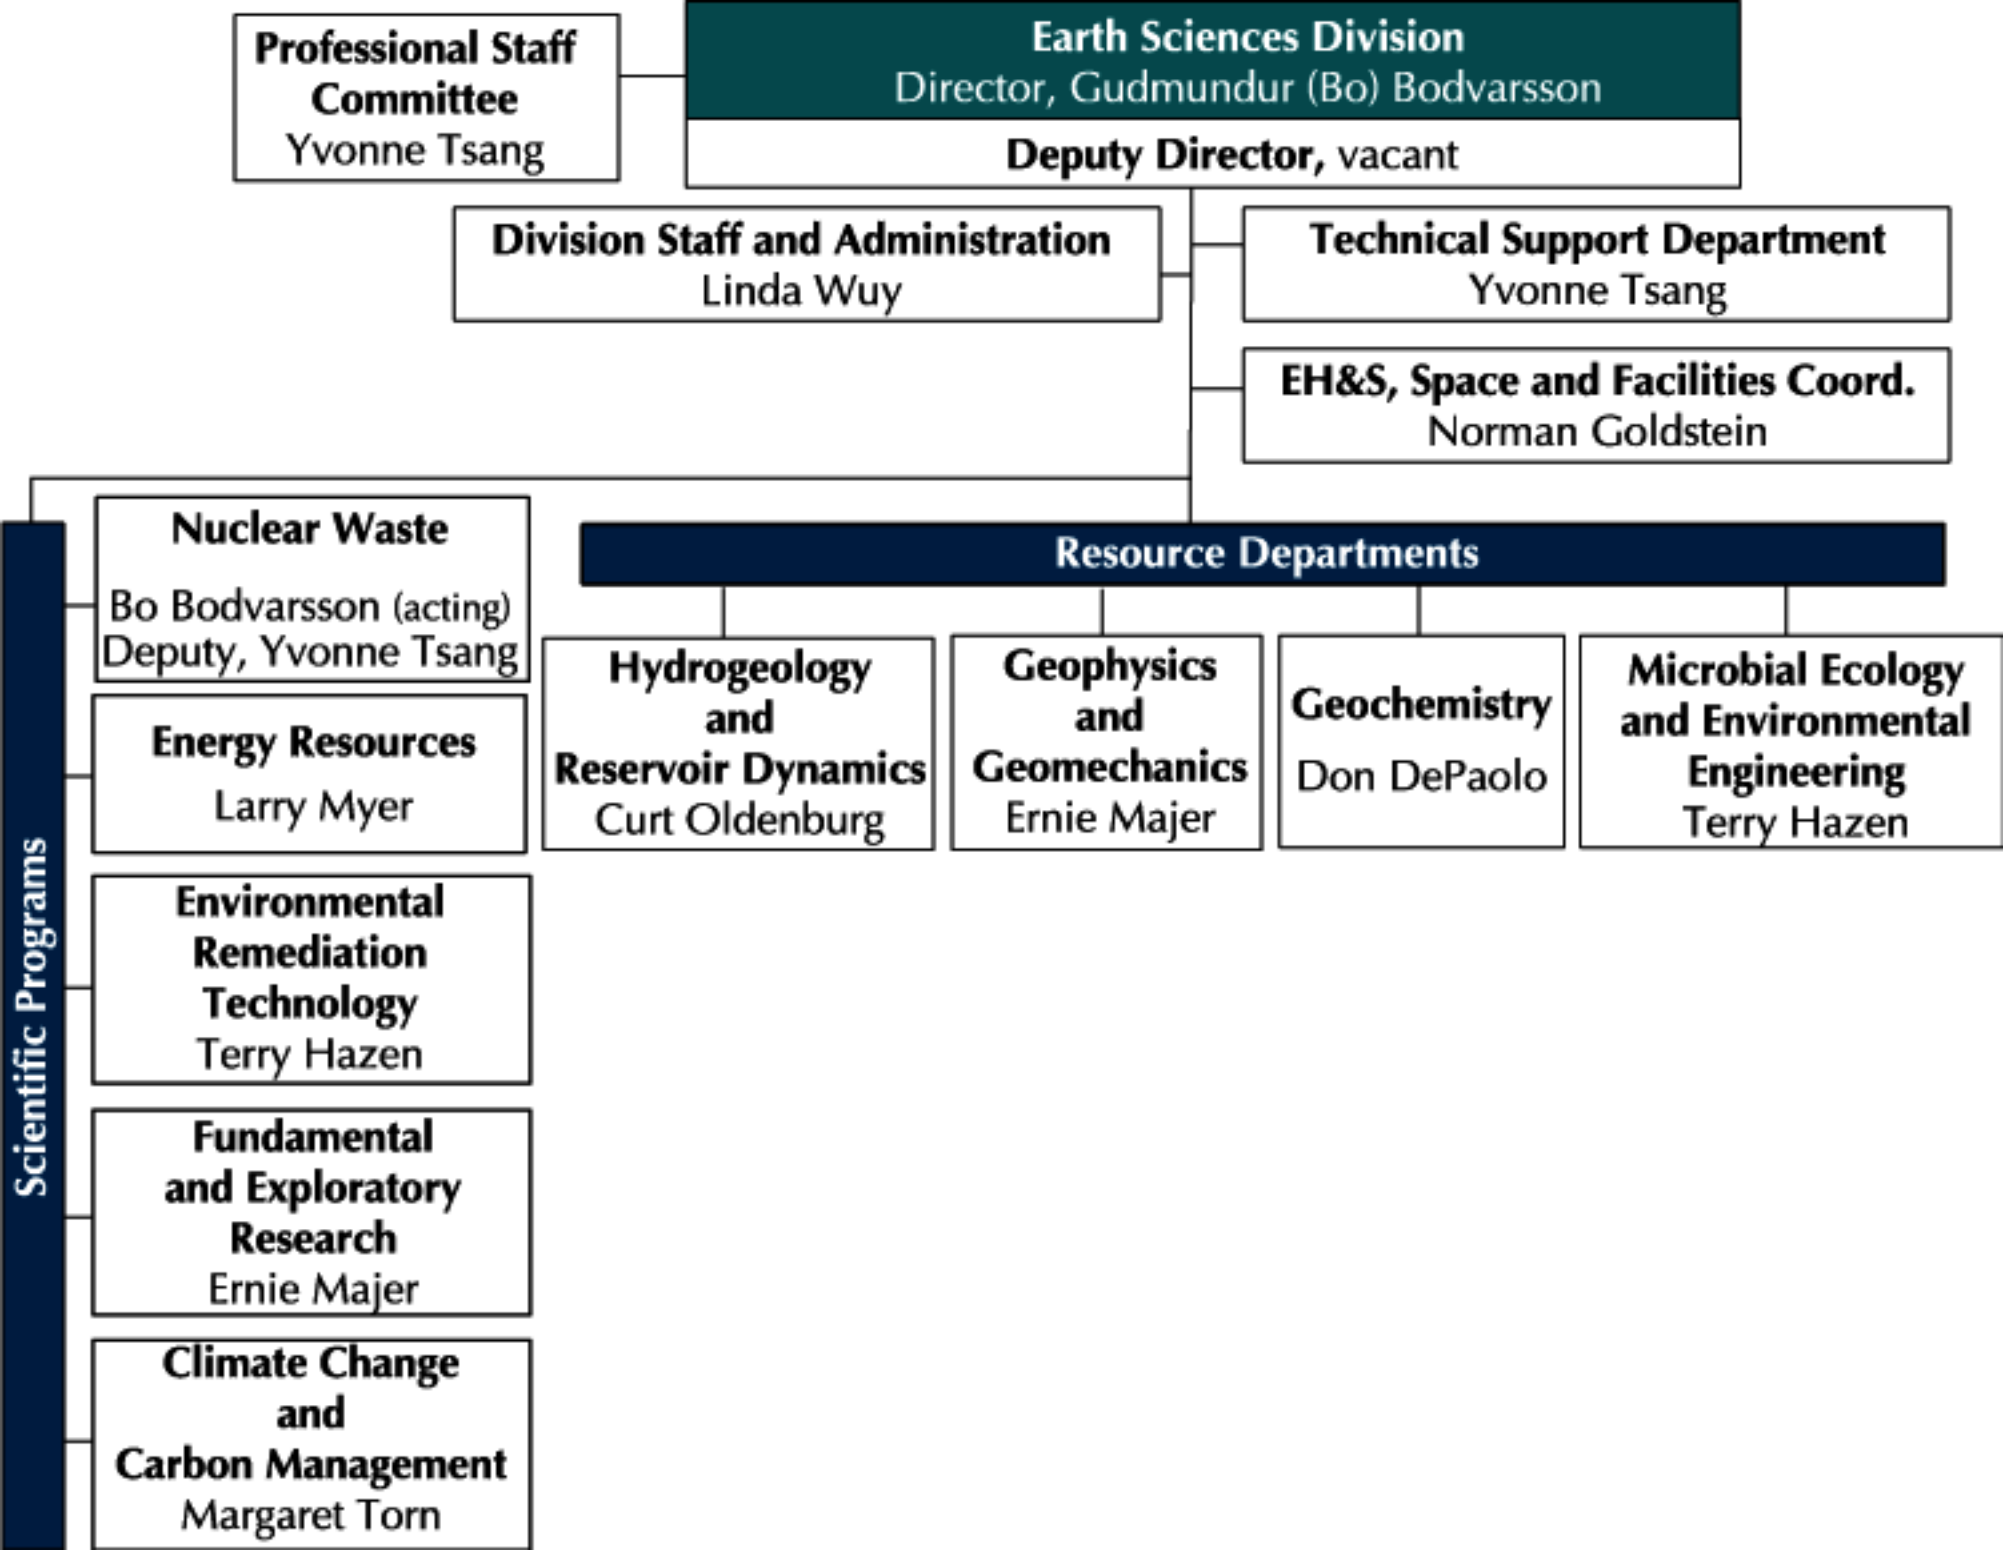 Professional Staff
Committee
Yvonne Tsang
Earth Sciences Division
Director, Gudmundur (Bo) Bodvarsson
Deputy Director, vacant
Division Staff and Administration
Linda Wuy
Technical Support Department
Yvonne Tsang
EH&S, Space and Facilities Coord.
Norman Goldstein
Scientific Programs
Nuclear Waste
Bo Bodvarsson (acting)
Deputy, Yvonne Tsang
Energy Resources
Larry Myer
Environmental
Remediation
Technology
Terry Hazen
Fundamental
and Exploratory
Research
Ernie Majer
Climate Change
and
Carbon Management
Margaret Torn
Resource Departments
Hydrogeology
and
Reservoir Dynamics
Curt Oldenburg
Geophysics
and
Geomechanics
Ernie Majer
Geochemistry
Don DePaolo
Microbial Ecology
and Environmental
Engineering
Terry Hazen